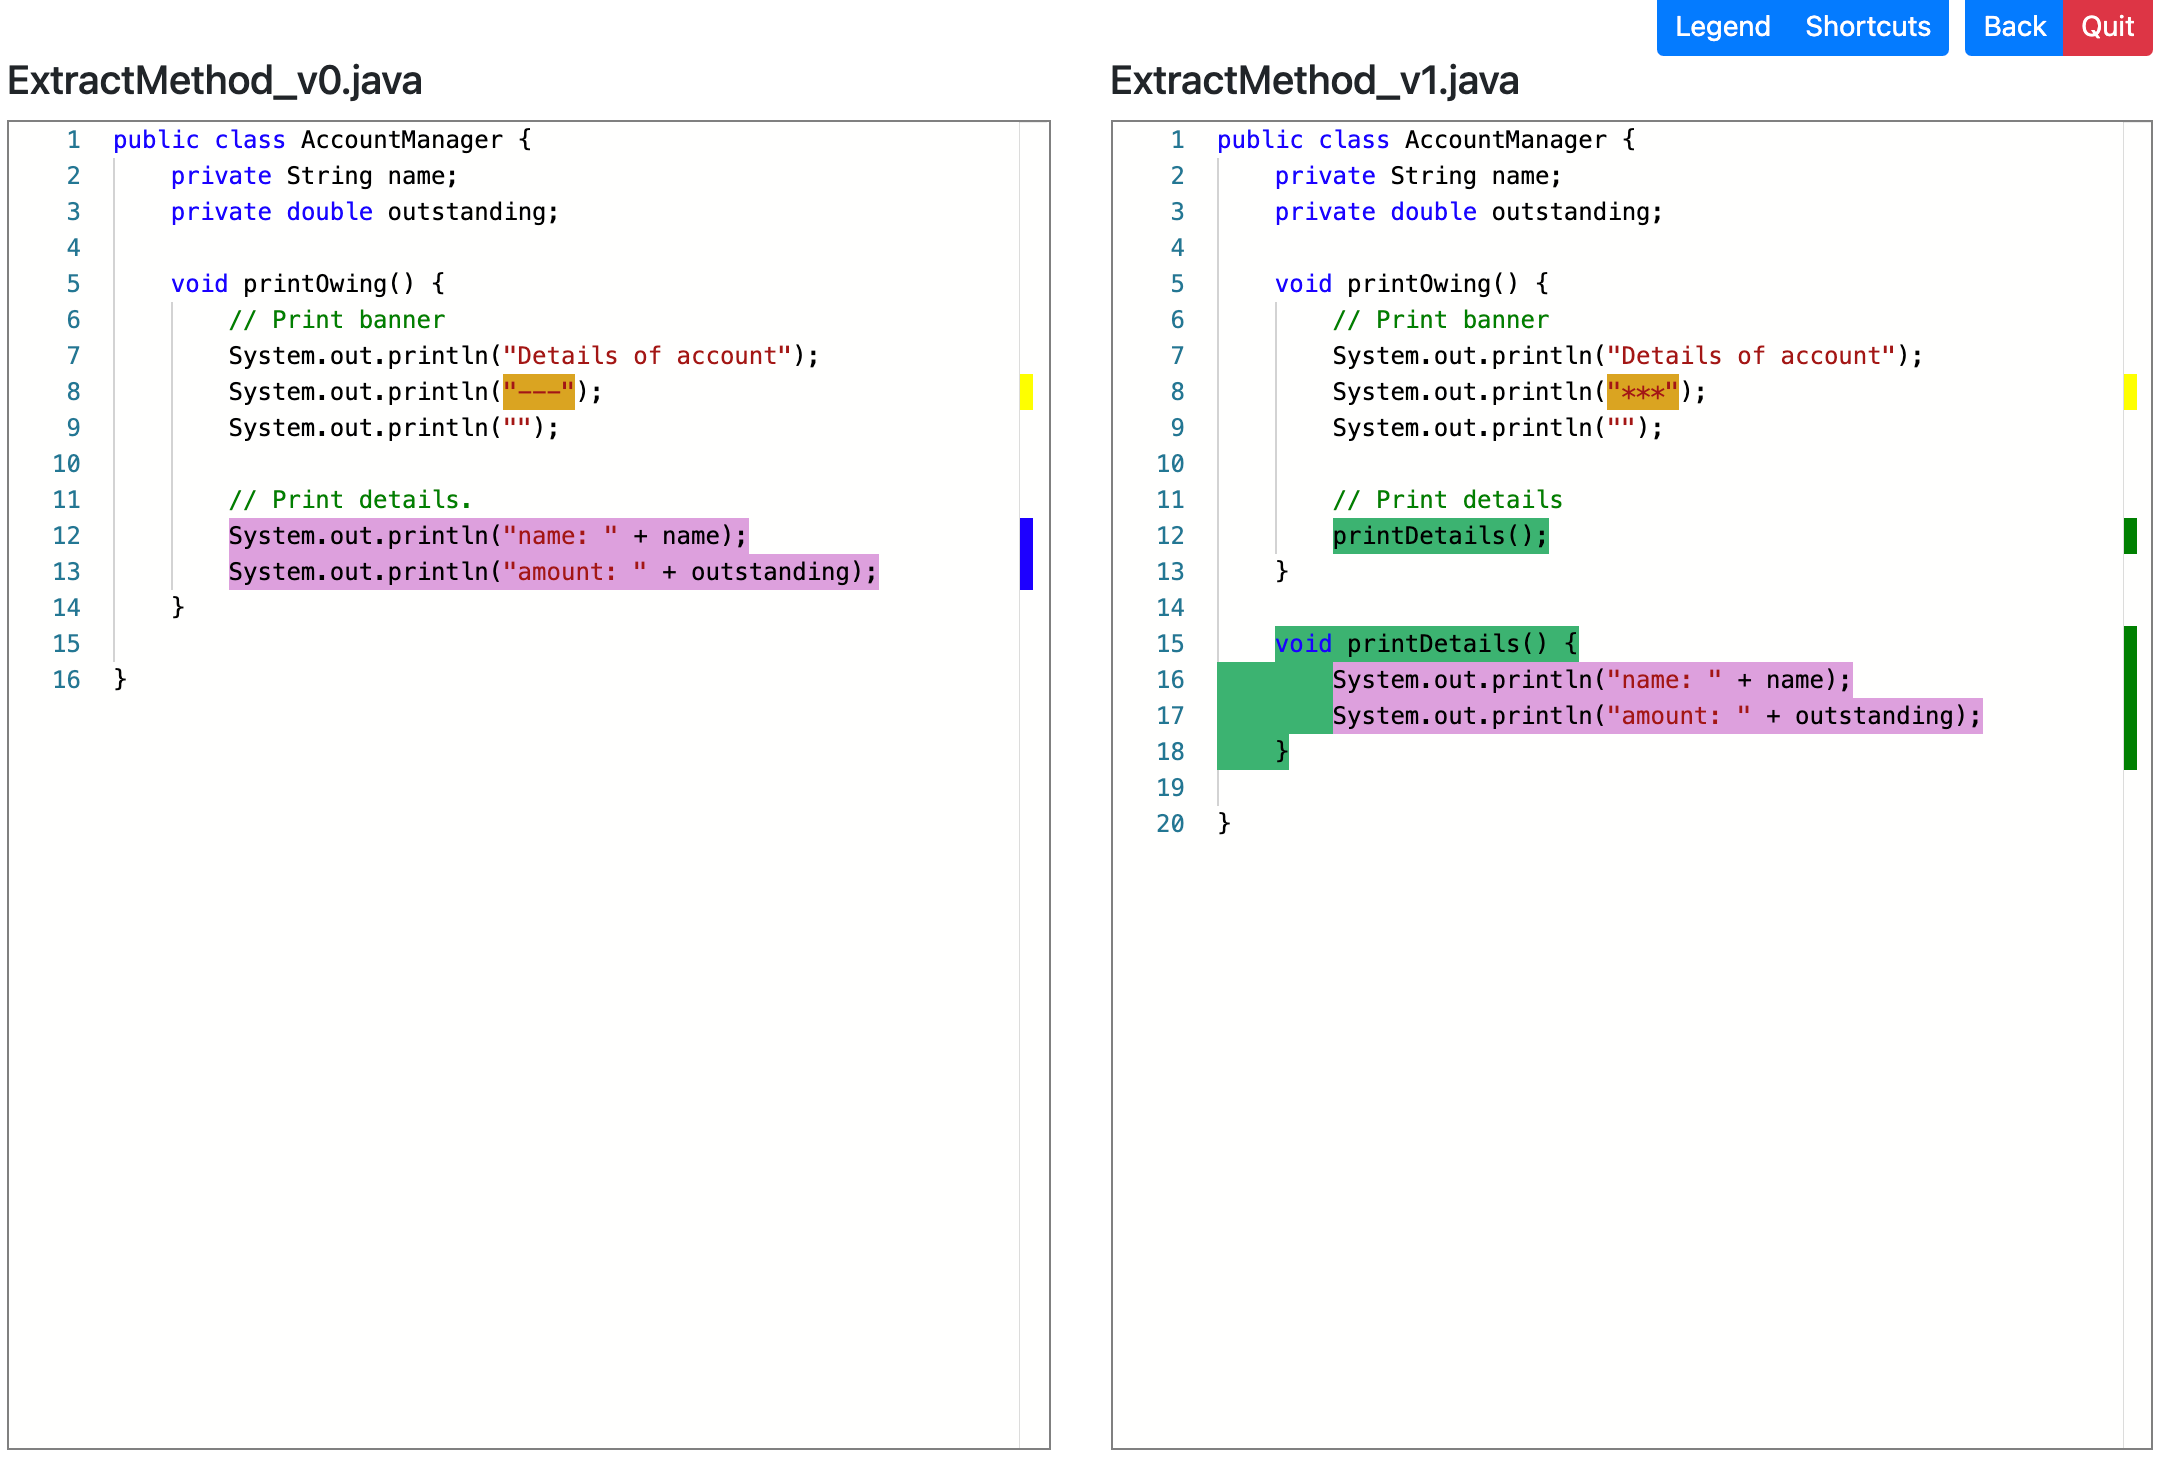 Legend Shortcuts Back Quit
ExtractMethod_v0.java
1 public class AccountManager {
2     private String name;
3     private double outstanding;
4
5     void printOwing() {
6         // Print banner
7         System.out.println("Details of account");
8         System.out.println("---");
9         System.out.println("");
10
11         // Print details.
12         System.out.println("name: " + name);
13         System.out.println("amount: " + outstanding);
14     }
15
16 }
ExtractMethod_v1.java
1 public class AccountManager {
2     private String name;
3     private double outstanding;
4
5     void printOwing() {
6         // Print banner
7         System.out.println("Details of account");
8         System.out.println("***");
9         System.out.println("");
10
11         // Print details
12         printDetails();
13     }
14
15     void printDetails() {
16         System.out.println("name: " + name);
17         System.out.println("amount: " + outstanding);
18     }
19
20 }